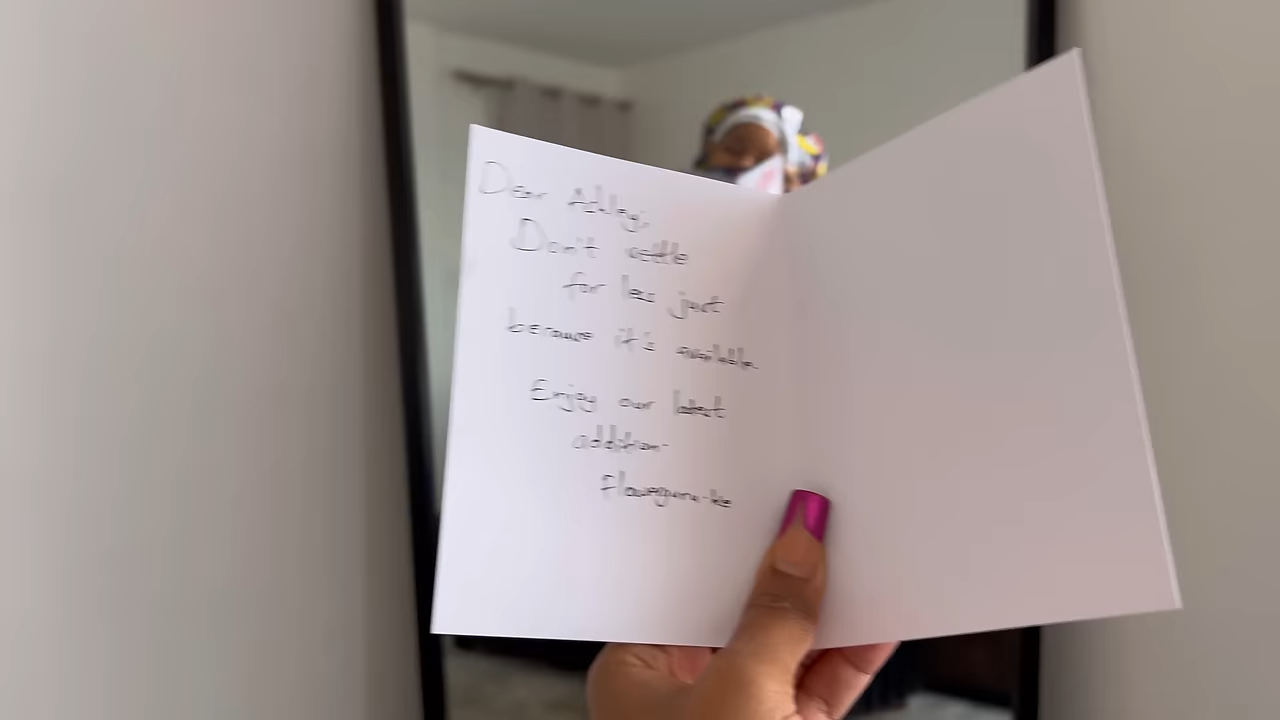 Dear Ashley,
Don't settle
for less just
because it's available.
Enjoy our latest
addition-